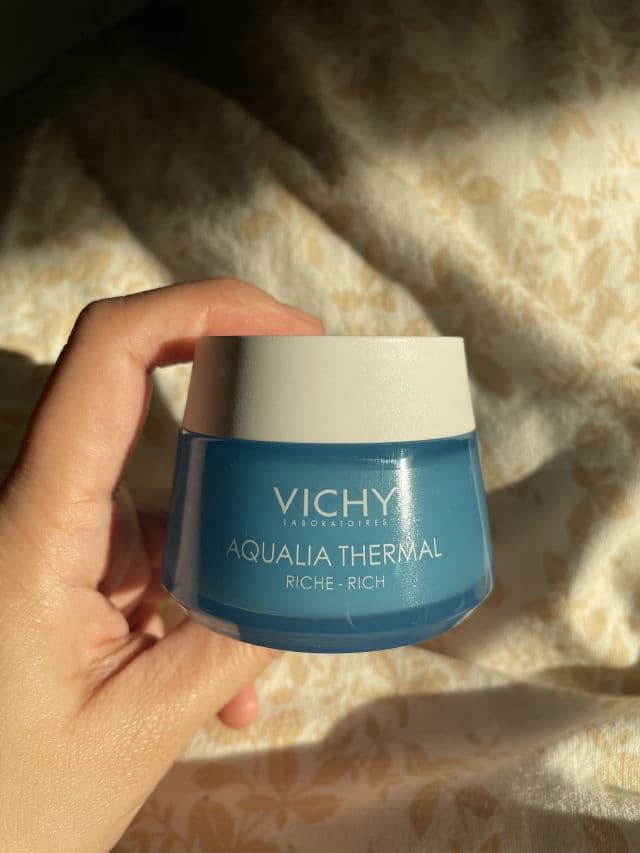 VICHY
LABORATOIRES
AQUALIA THERMAL
RICHE - RICH